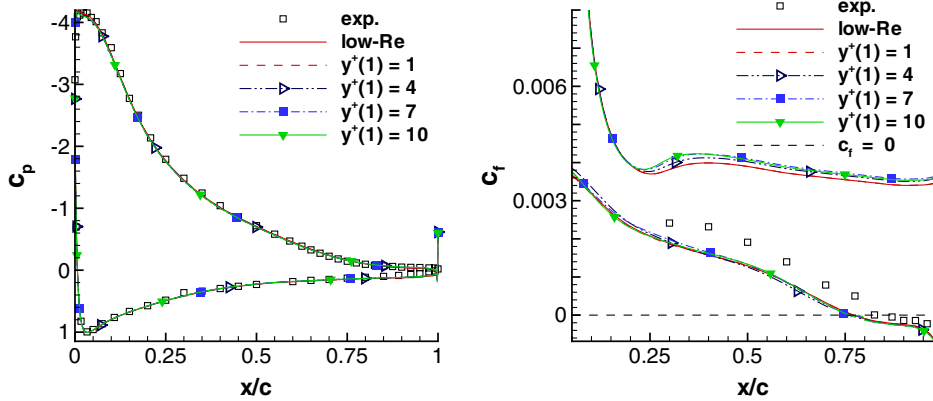 -4
-3
-2
-1
0
1
c_p
0
0.25
0.5
0.75
1
x/c
exp.
low-Re
y⁺(1) = 1
y⁺(1) = 4
y⁺(1) = 7
y⁺(1) = 10
0.006
0.003
0
c_f
0.25
0.5
0.75
x/c
exp.
low-Re
y⁺(1) = 1
y⁺(1) = 4
y⁺(1) = 7
y⁺(1) = 10
c_f = 0